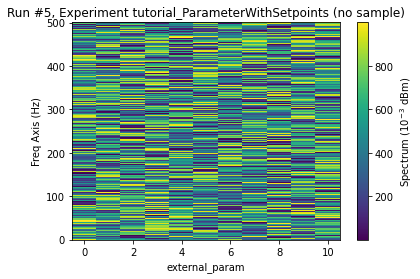 Run #5, Experiment tutorial_ParameterWithSetpoints (no sample)
500
400
300
200
100
0
Freq Axis (Hz)
0 2 4 6 8 10
external_param
800
600
400
200
Spectrum (10⁻³ dBm)